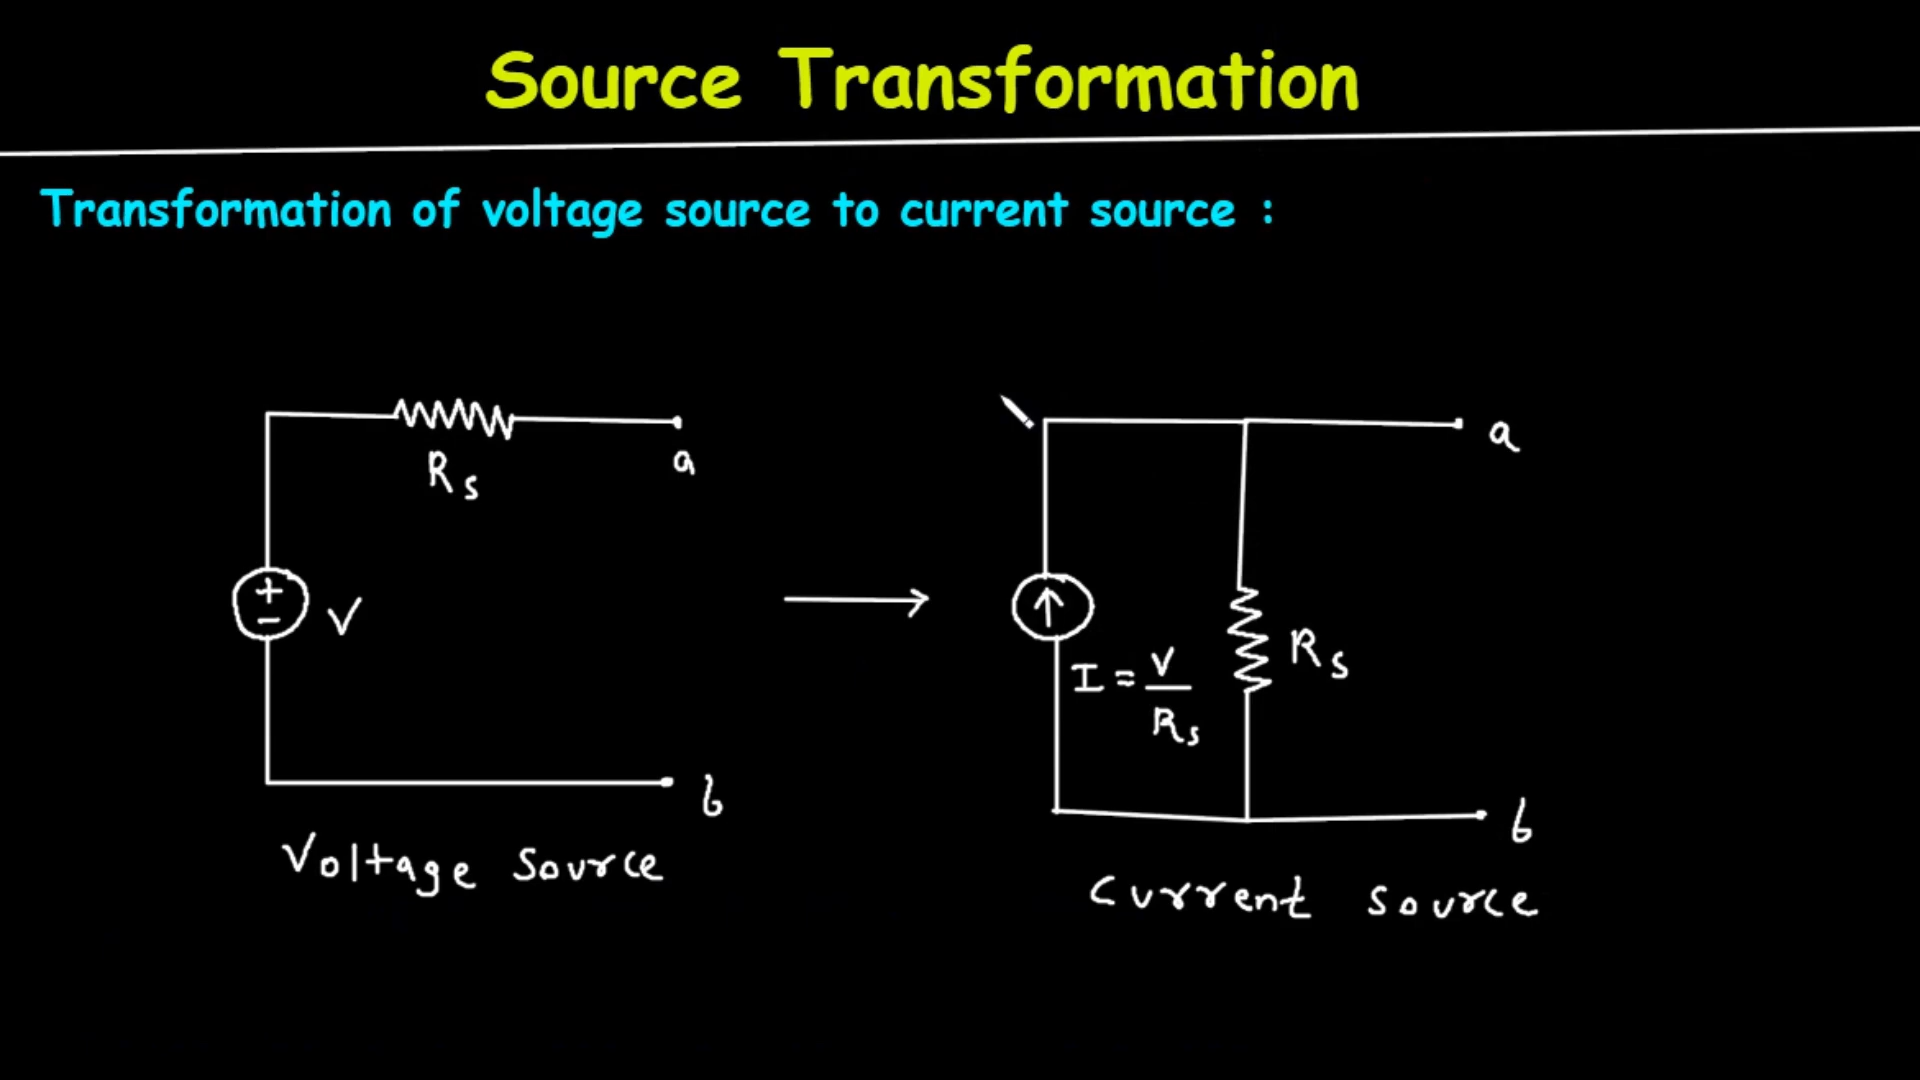 Source Transformation
Transformation of voltage source to current source :
Rs
a
+
-
V
b
Voltage Source
a
I = V
Rs
Rs
b
Current source